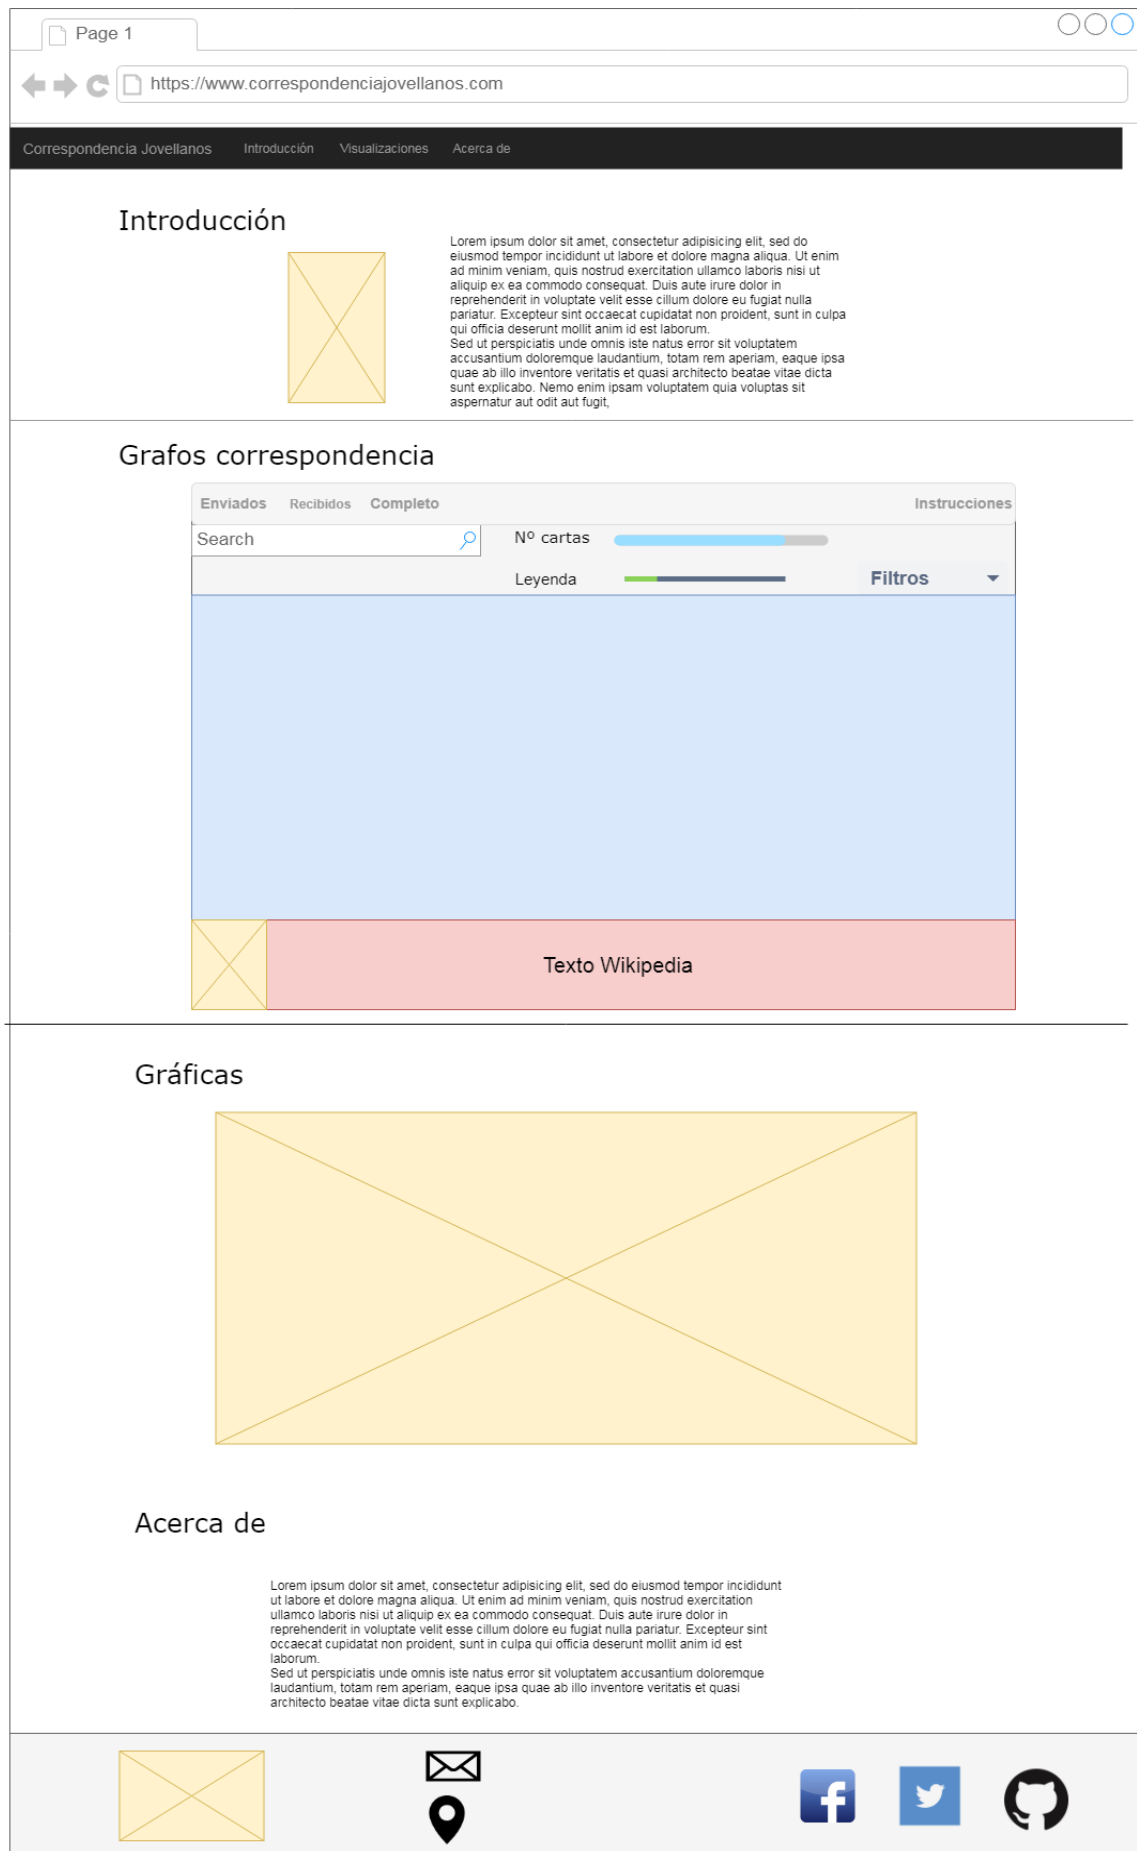 Page 1
https://www.correspondenciajovellanos.com
Correspondencia Jovellanos Introducción Visualizaciones Acerca de
Introducción
Lorem ipsum dolor sit amet, consectetur adipisicing elit, sed do
eiusmod tempor incididunt ut labore et dolore magna aliqua. Ut enim
ad minim veniam, quis nostrud exercitation ullamco laboris nisi ut
aliquip ex ea commodo consequat. Duis aute irure dolor in
reprehenderit in voluptate velit esse cillum dolore eu fugiat nulla
pariatur. Excepteur sint occaecat cupidatat non proident, sunt in culpa
qui officia deserunt mollit anim id est laborum.
Sed ut perspiciatis unde omnis iste natus error sit voluptatem
accusantium doloremque laudantium, totam rem aperiam, eaque ipsa
quae ab illo inventore veritatis et quasi architecto beatae vitae dicta
sunt explicabo. Nemo enim ipsam voluptatem quia voluptas sit
aspernatur aut odit aut fugit,
Grafos correspondencia
Enviados Recibidos Completo Instrucciones
Search Nº cartas
Leyenda Filtros
Texto Wikipedia
Gráficas
Acerca de
Lorem ipsum dolor sit amet, consectetur adipisicing elit, sed do eiusmod tempor incididunt
ut labore et dolore magna aliqua. Ut enim ad minim veniam, quis nostrud exercitation
ullamco laboris nisi ut aliquip ex ea commodo consequat. Duis aute irure dolor in
reprehenderit in voluptate velit esse cillum dolore eu fugiat nulla pariatur. Excepteur sint
occaecat cupidatat non proident, sunt in culpa qui officia deserunt mollit anim id est
laborum.
Sed ut perspiciatis unde omnis iste natus error sit voluptatem accusantium doloremque
laudantium, totam rem aperiam, eaque ipsa quae ab illo inventore veritatis et quasi
architecto beatae vitae dicta sunt explicabo.